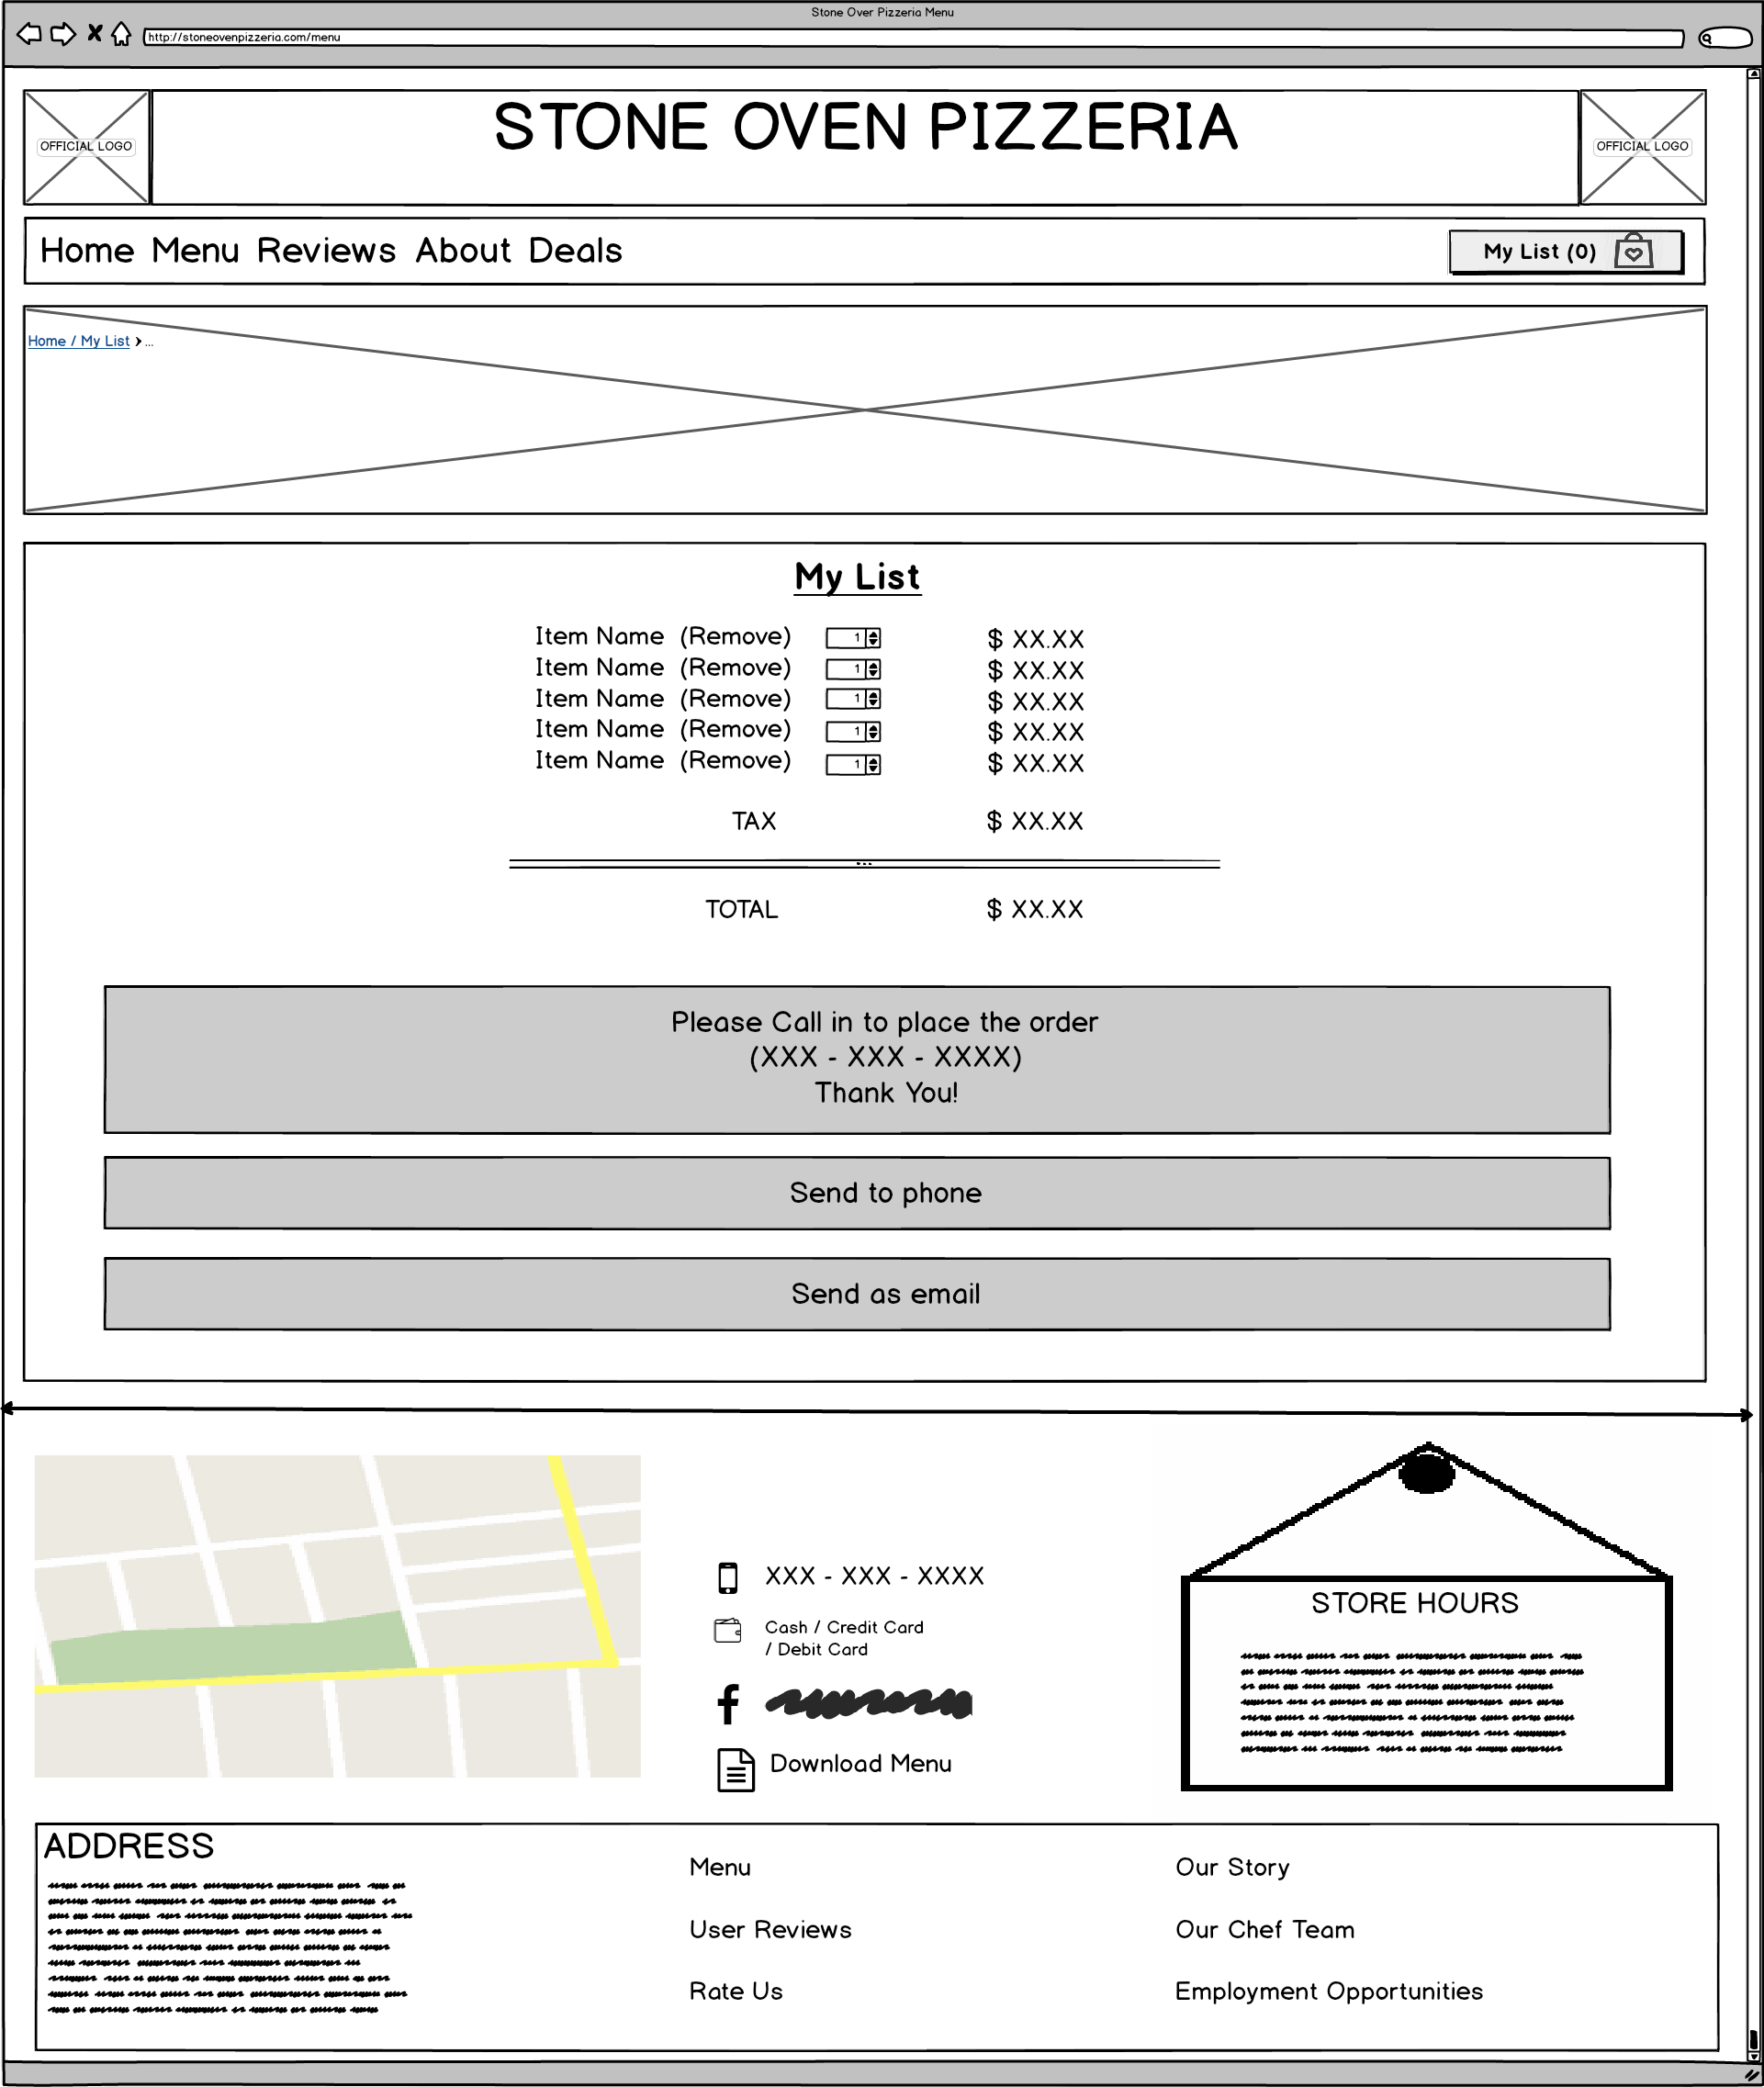 Stone Over Pizzeria Menu
http://stoneovenpizzeria.com/menu
OFFICIAL LOGO
STONE OVEN PIZZERIA
OFFICIAL LOGO
Home Menu Reviews About Deals
My List (0)
Home / My List > ...
My List
Item Name (Remove) 1 $ XX.XX
Item Name (Remove) 1 $ XX.XX
Item Name (Remove) 1 $ XX.XX
Item Name (Remove) 1 $ XX.XX
Item Name (Remove) 1 $ XX.XX
TAX $ XX.XX
TOTAL $ XX.XX
Please Call in to place the order
(XXX - XXX - XXXX)
Thank You!
Send to phone
Send as email
XXX - XXX - XXXX
Cash / Credit Card
/ Debit Card
f
Download Menu
STORE HOURS
ADDRESS
Menu
User Reviews
Rate Us
Our Story
Our Chef Team
Employment Opportunities